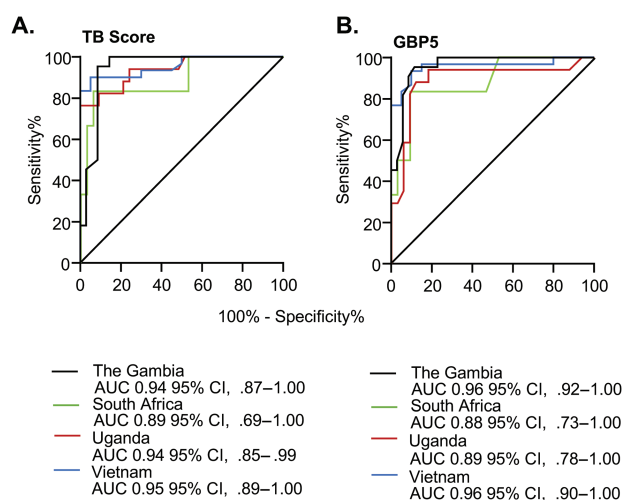 A.
TB Score
100
80
60
40
20
0
Sensitivity%
0 20 40 60 80 100
B.
GBP5
100
80
60
40
20
0
Sensitivity%
0 20 40 60 80 100
100% - Specificity%
The Gambia
AUC 0.94 95% CI, .87–1.00
South Africa
AUC 0.89 95% CI, .69–1.00
Uganda
AUC 0.94 95% CI, .85– .99
Vietnam
AUC 0.95 95% CI, .89–1.00
The Gambia
AUC 0.96 95% CI, .92–1.00
South Africa
AUC 0.88 95% CI, .73–1.00
Uganda
AUC 0.89 95% CI, .78–1.00
Vietnam
AUC 0.96 95% CI, .90–1.00